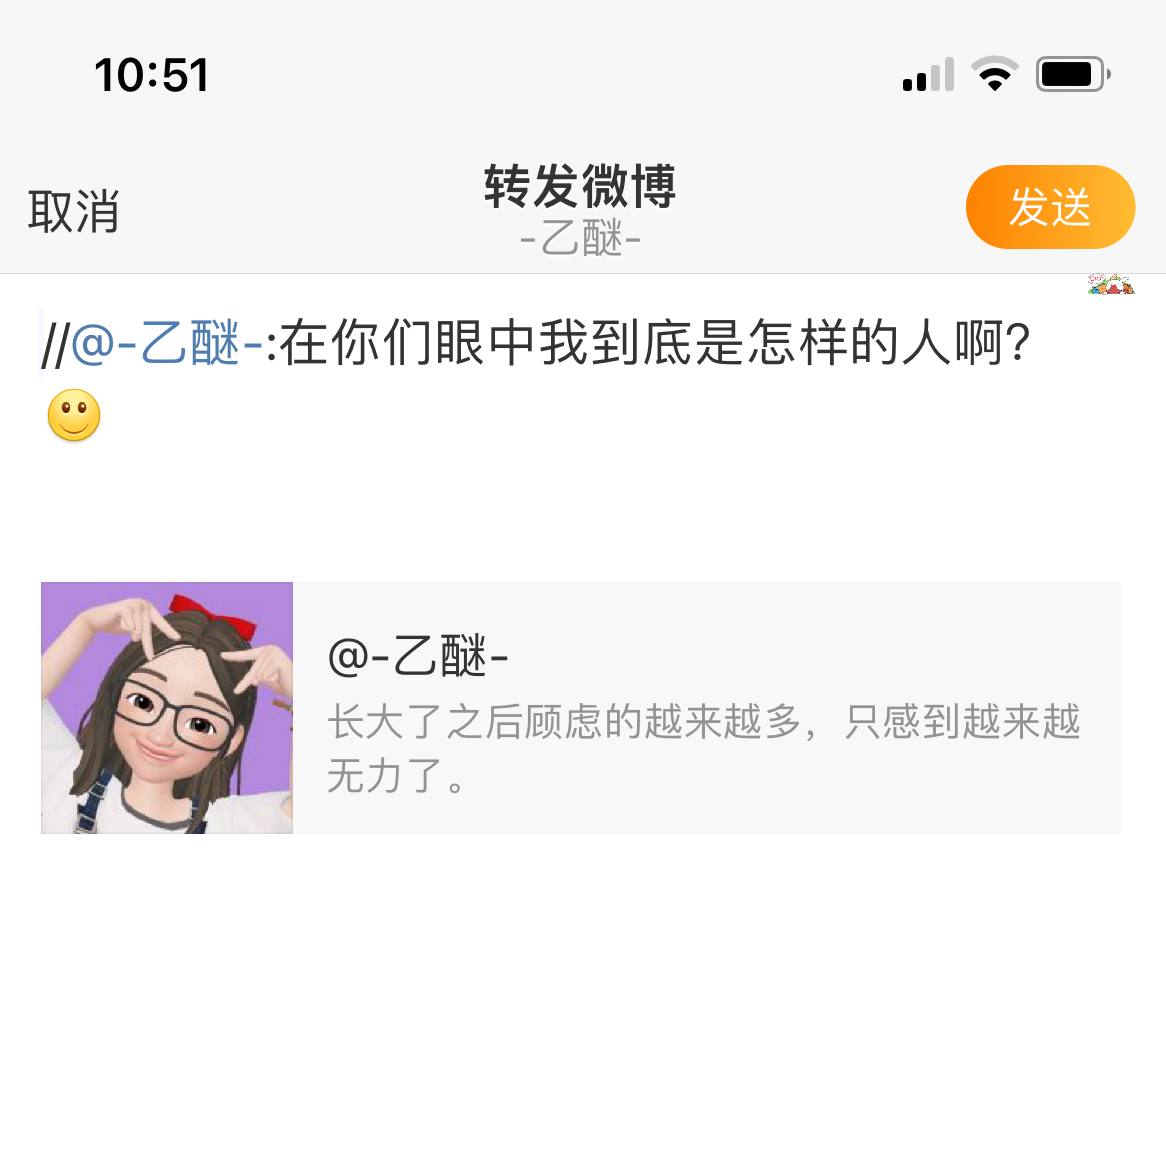 10:51
取消
转发微博
-乙醚-
发送
//@-乙醚-:在你们眼中我到底是怎样的人啊?
@-乙醚-
长大了之后顾虑的越来越多，只感到越来越
无力了。